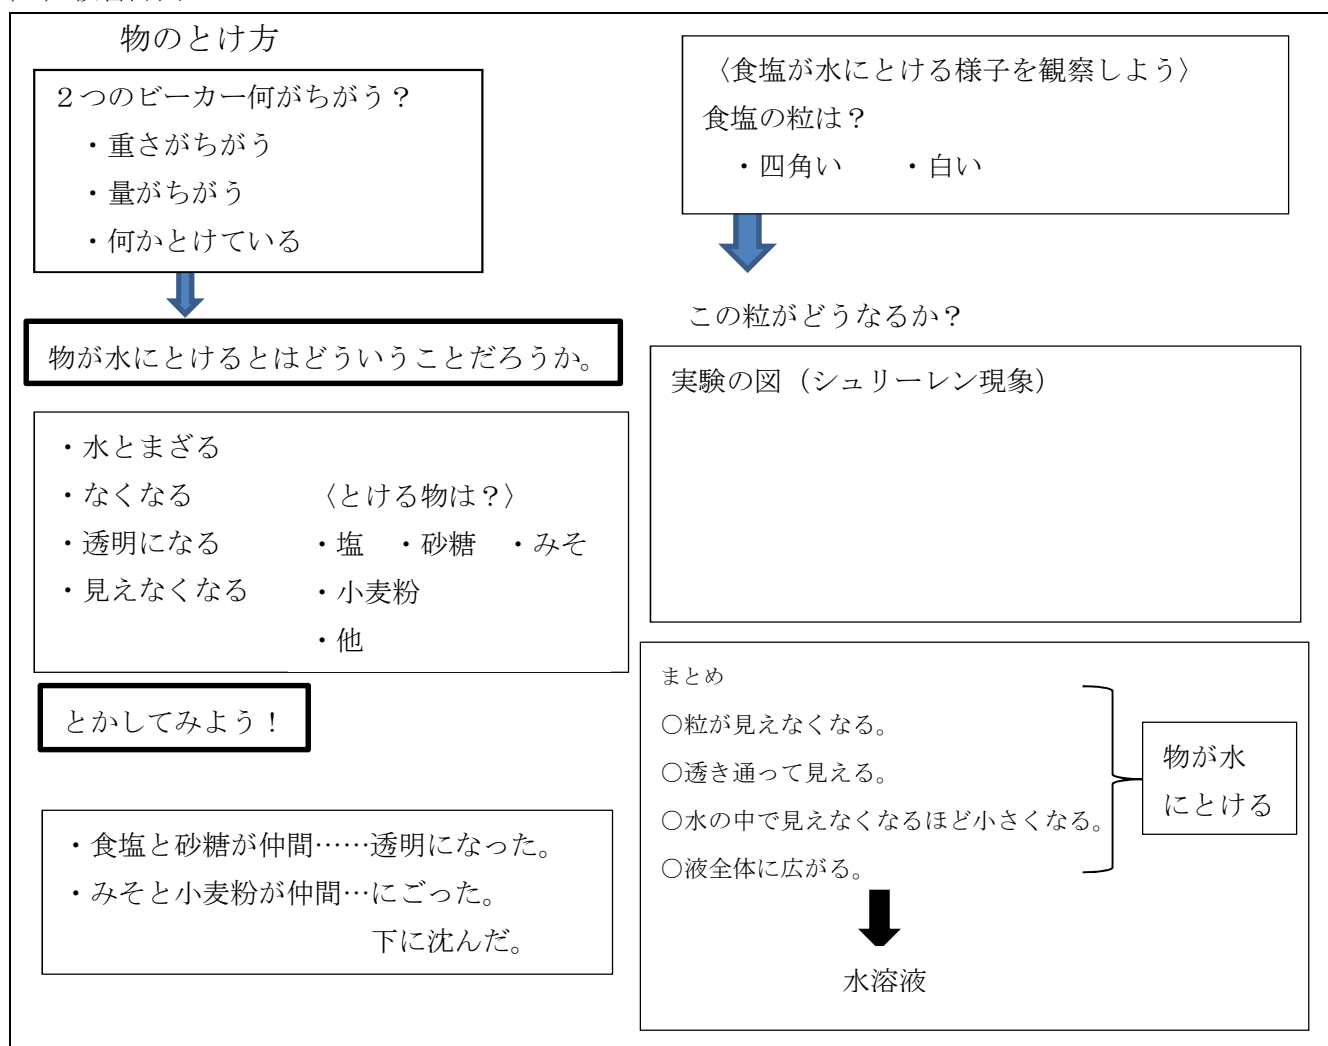 物のとけ方
２つのビーカー何がちがう？
・重さがちがう
・量がちがう
・何かとけている
物が水にとけるとはどういうことだろうか。
・水とまざる
・なくなる　〈とける物は？〉
・透明になる　・塩　・砂糖　・みそ
・見えなくなる　・小麦粉
・他
とかしてみよう！
・食塩と砂糖が仲間……透明になった。
・みそと小麦粉が仲間…にごった。
下に沈んだ。
〈食塩が水にとける様子を観察しよう〉
食塩の粒は？
・四角い　・白い
この粒がどうなるか？
実験の図（シュリーレン現象）
まとめ
○粒が見えなくなる。
○透き通って見える。
○水の中で見えなくなるほど小さくなる。
○液全体に広がる。
物が水
にとける
水溶液